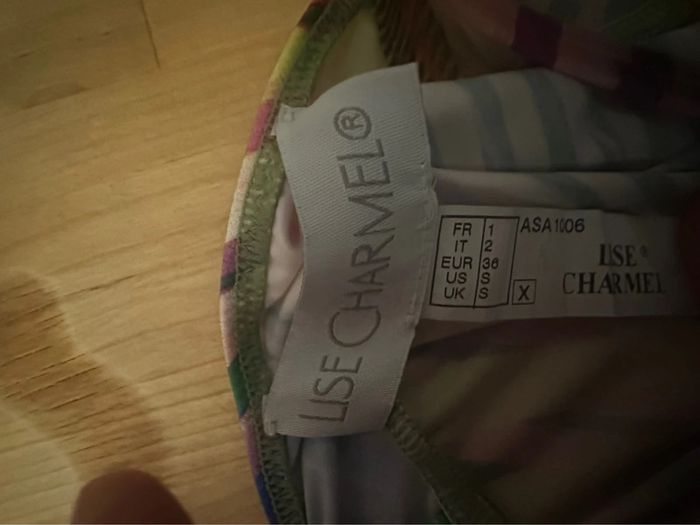 LISE CHARMEL®
FR 1
IT 2
EUR 36
US S
UK S
X
ASA1006
LISE®
CHARMEL